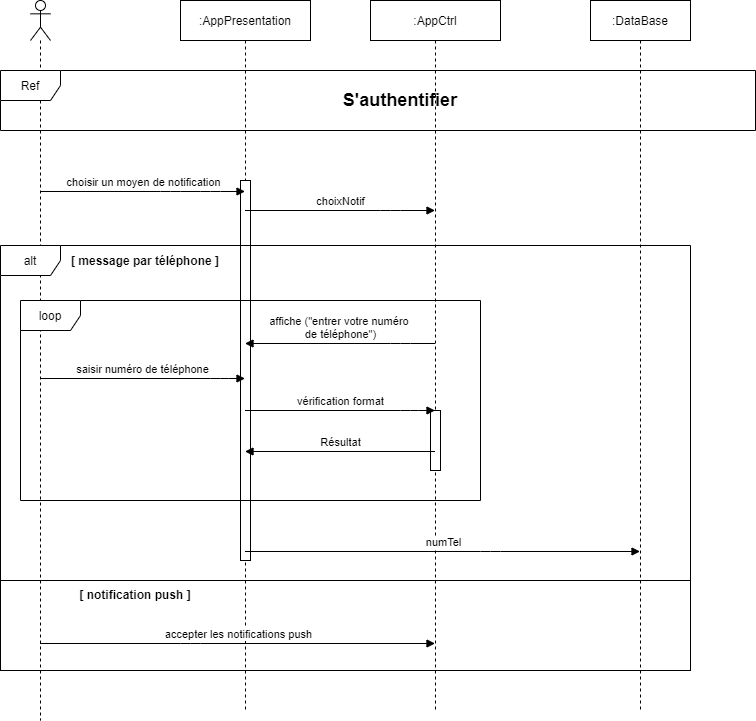 :AppPresentation
:AppCtrl
:DataBase
Ref
S'authentifier
choisir un moyen de notification
choixNotif
alt
[ message par téléphone ]
loop
affiche ("entrer votre numéro
de téléphone")
saisir numéro de téléphone
vérification format
Résultat
numTel
[ notification push ]
accepter les notifications push